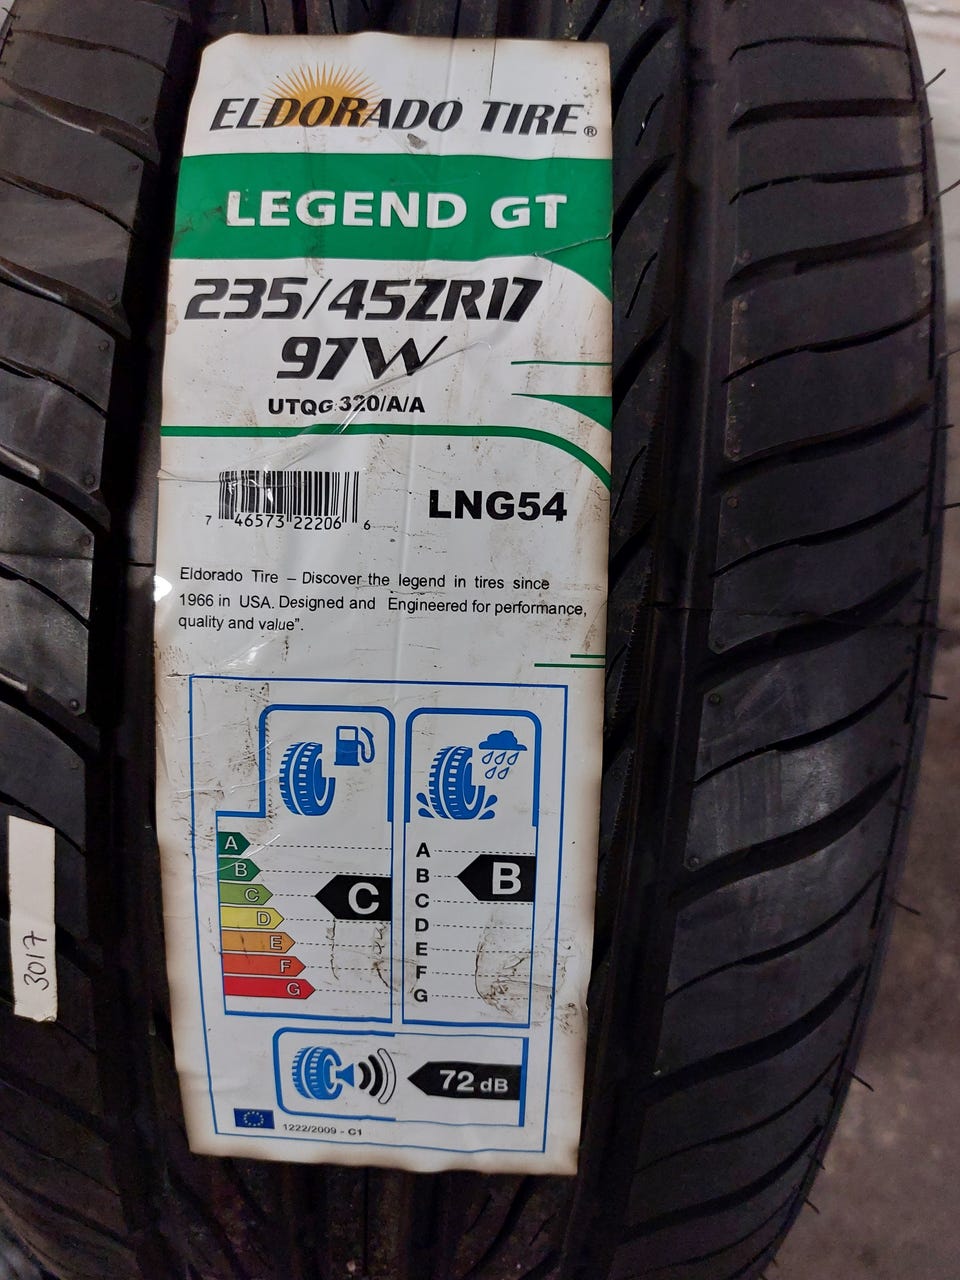 ELDORADO TIRE®
LEGEND GT
235/45ZR17
97W
UTQG 320/A/A
7 46573 22206 6
LNG54
Eldorado Tire – Discover the legend in tires since
1966 in USA. Designed and Engineered for performance,
quality and value”.
A
B
C
D
E
F
G
C
A
B
C
D
E
F
G
B
72 dB
1222/2009 - C1
3017